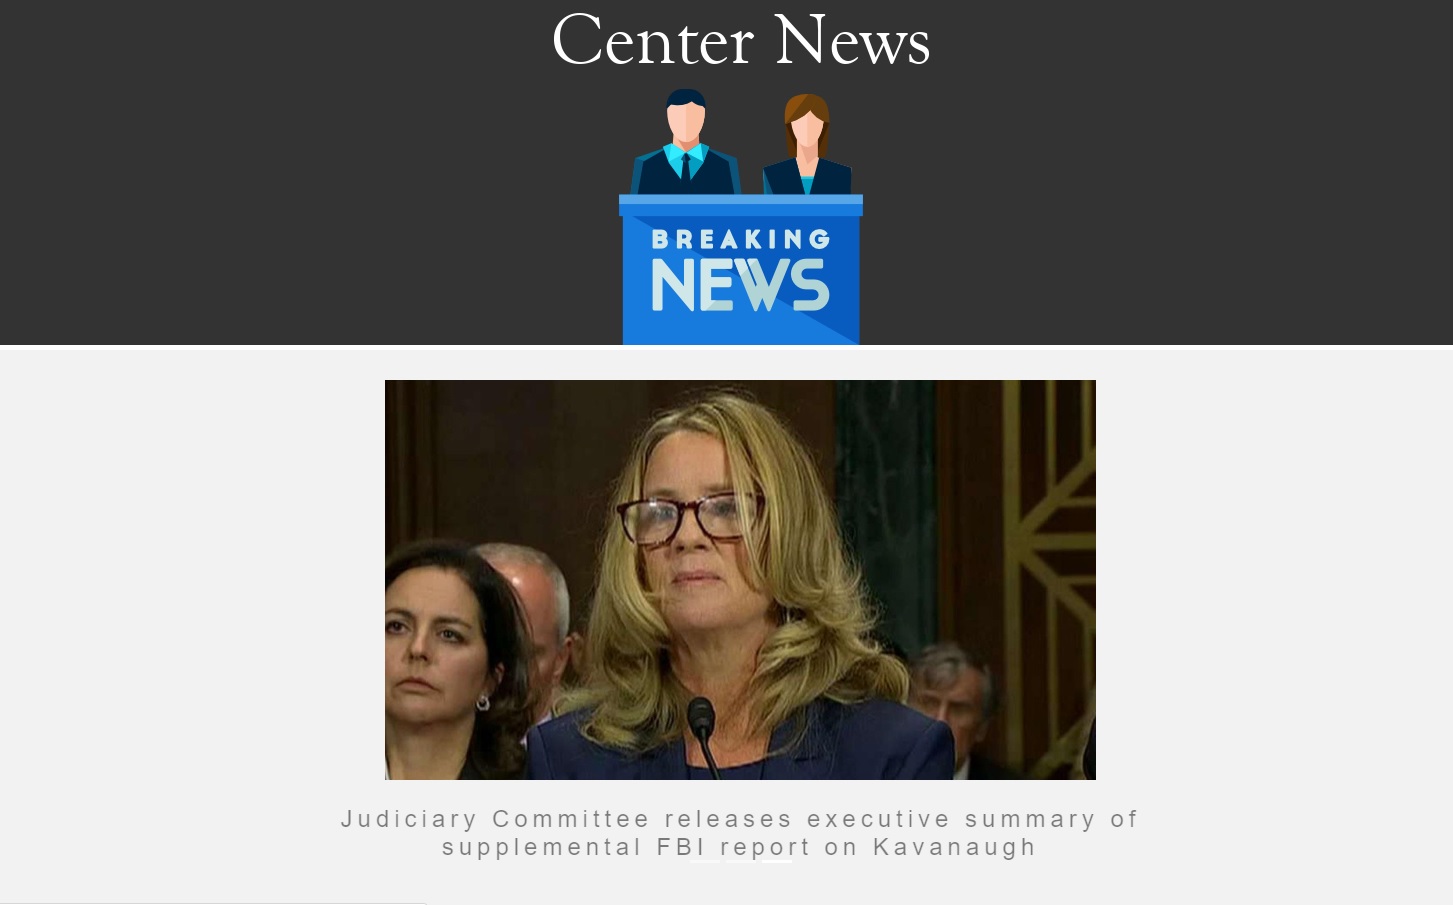 Center News
BREAKING
NEWS
Judiciary Committee releases executive summary of
supplemental FBI report on Kavanaugh